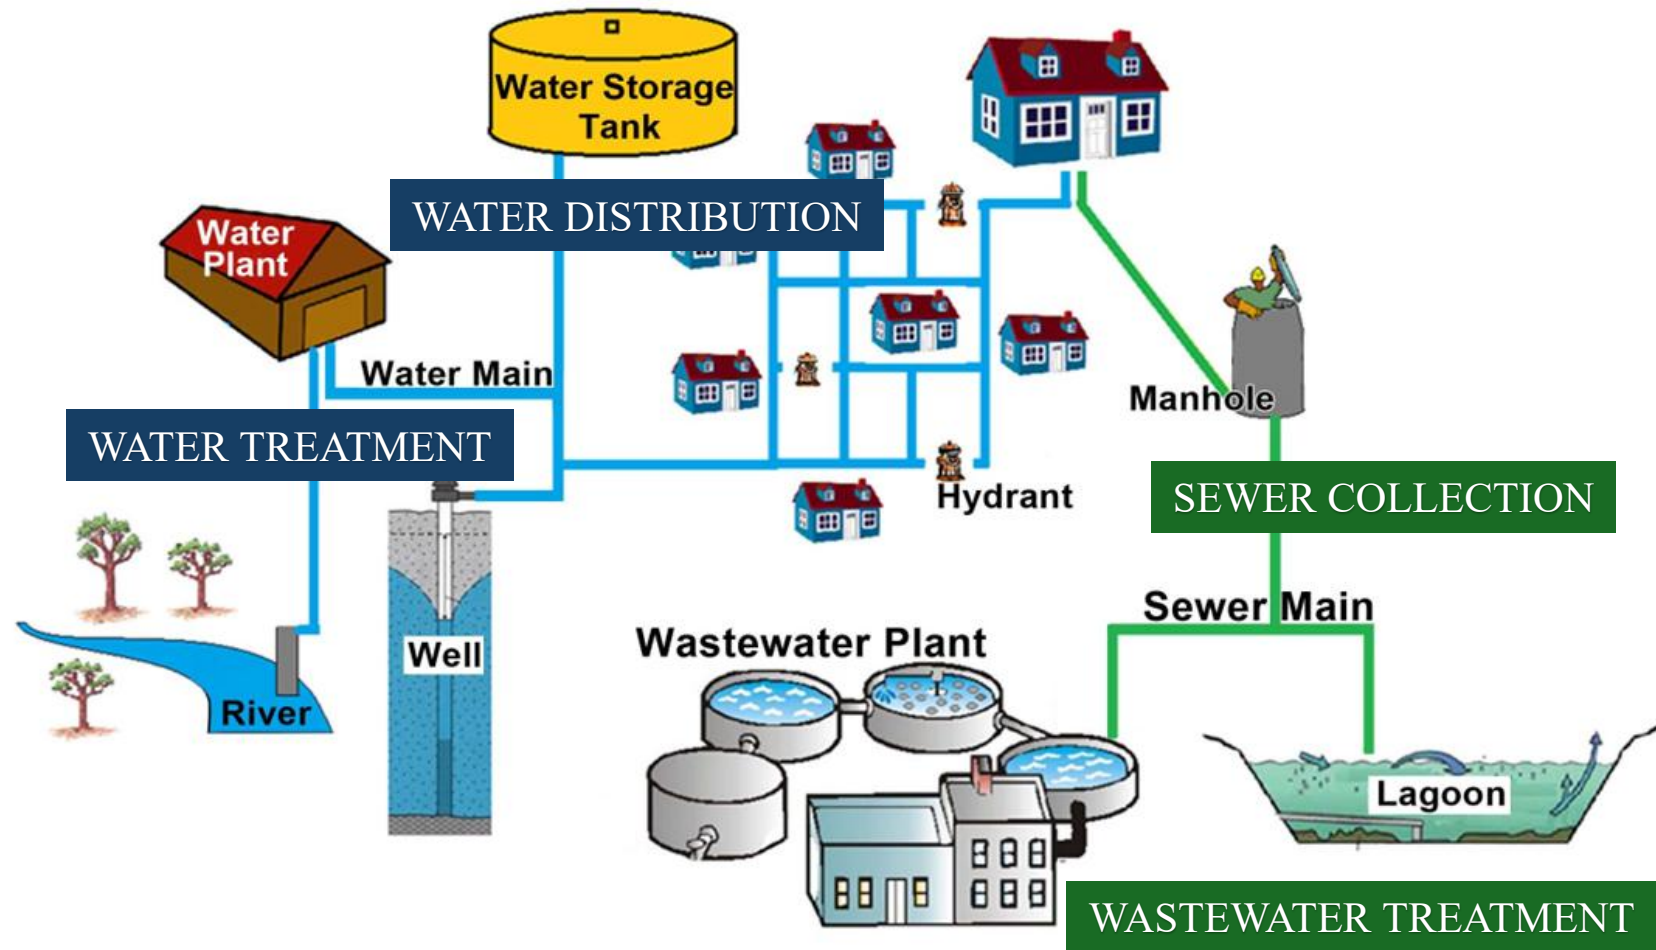 Water Storage
Tank
WATER DISTRIBUTION
Water
Plant
Water Main
Manhole
WATER TREATMENT
SEWER COLLECTION
Hydrant
Sewer Main
Wastewater Plant
Well
River
Lagoon
WASTEWATER TREATMENT